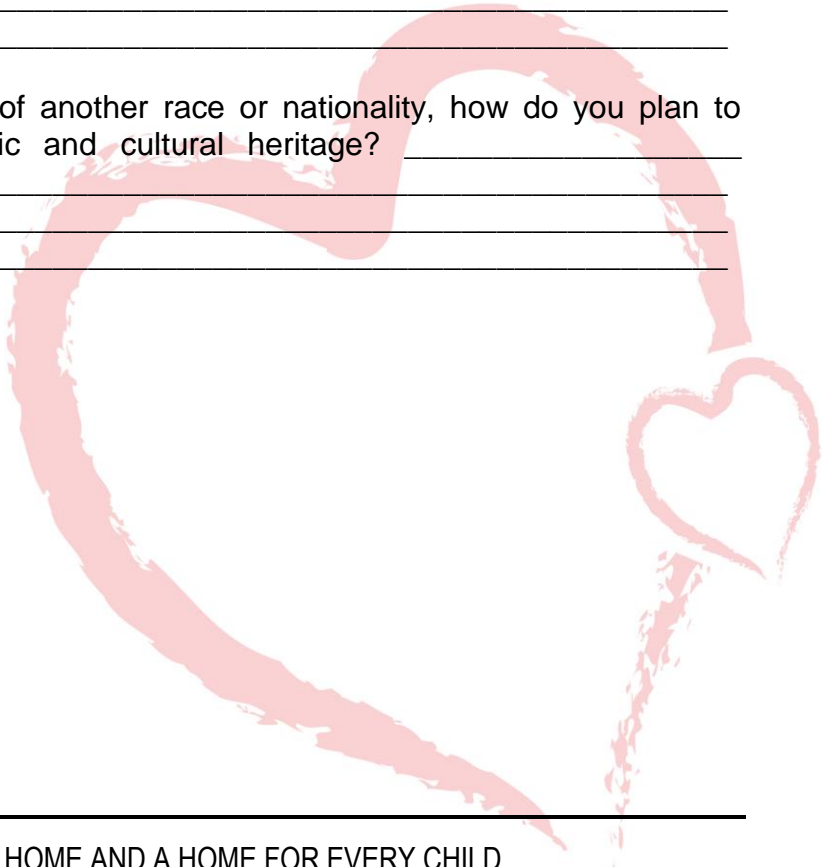 of another race or nationality, how do you plan to
ic and cultural heritage? ____________________
HOME AND A HOME FOR EVERY CHILD